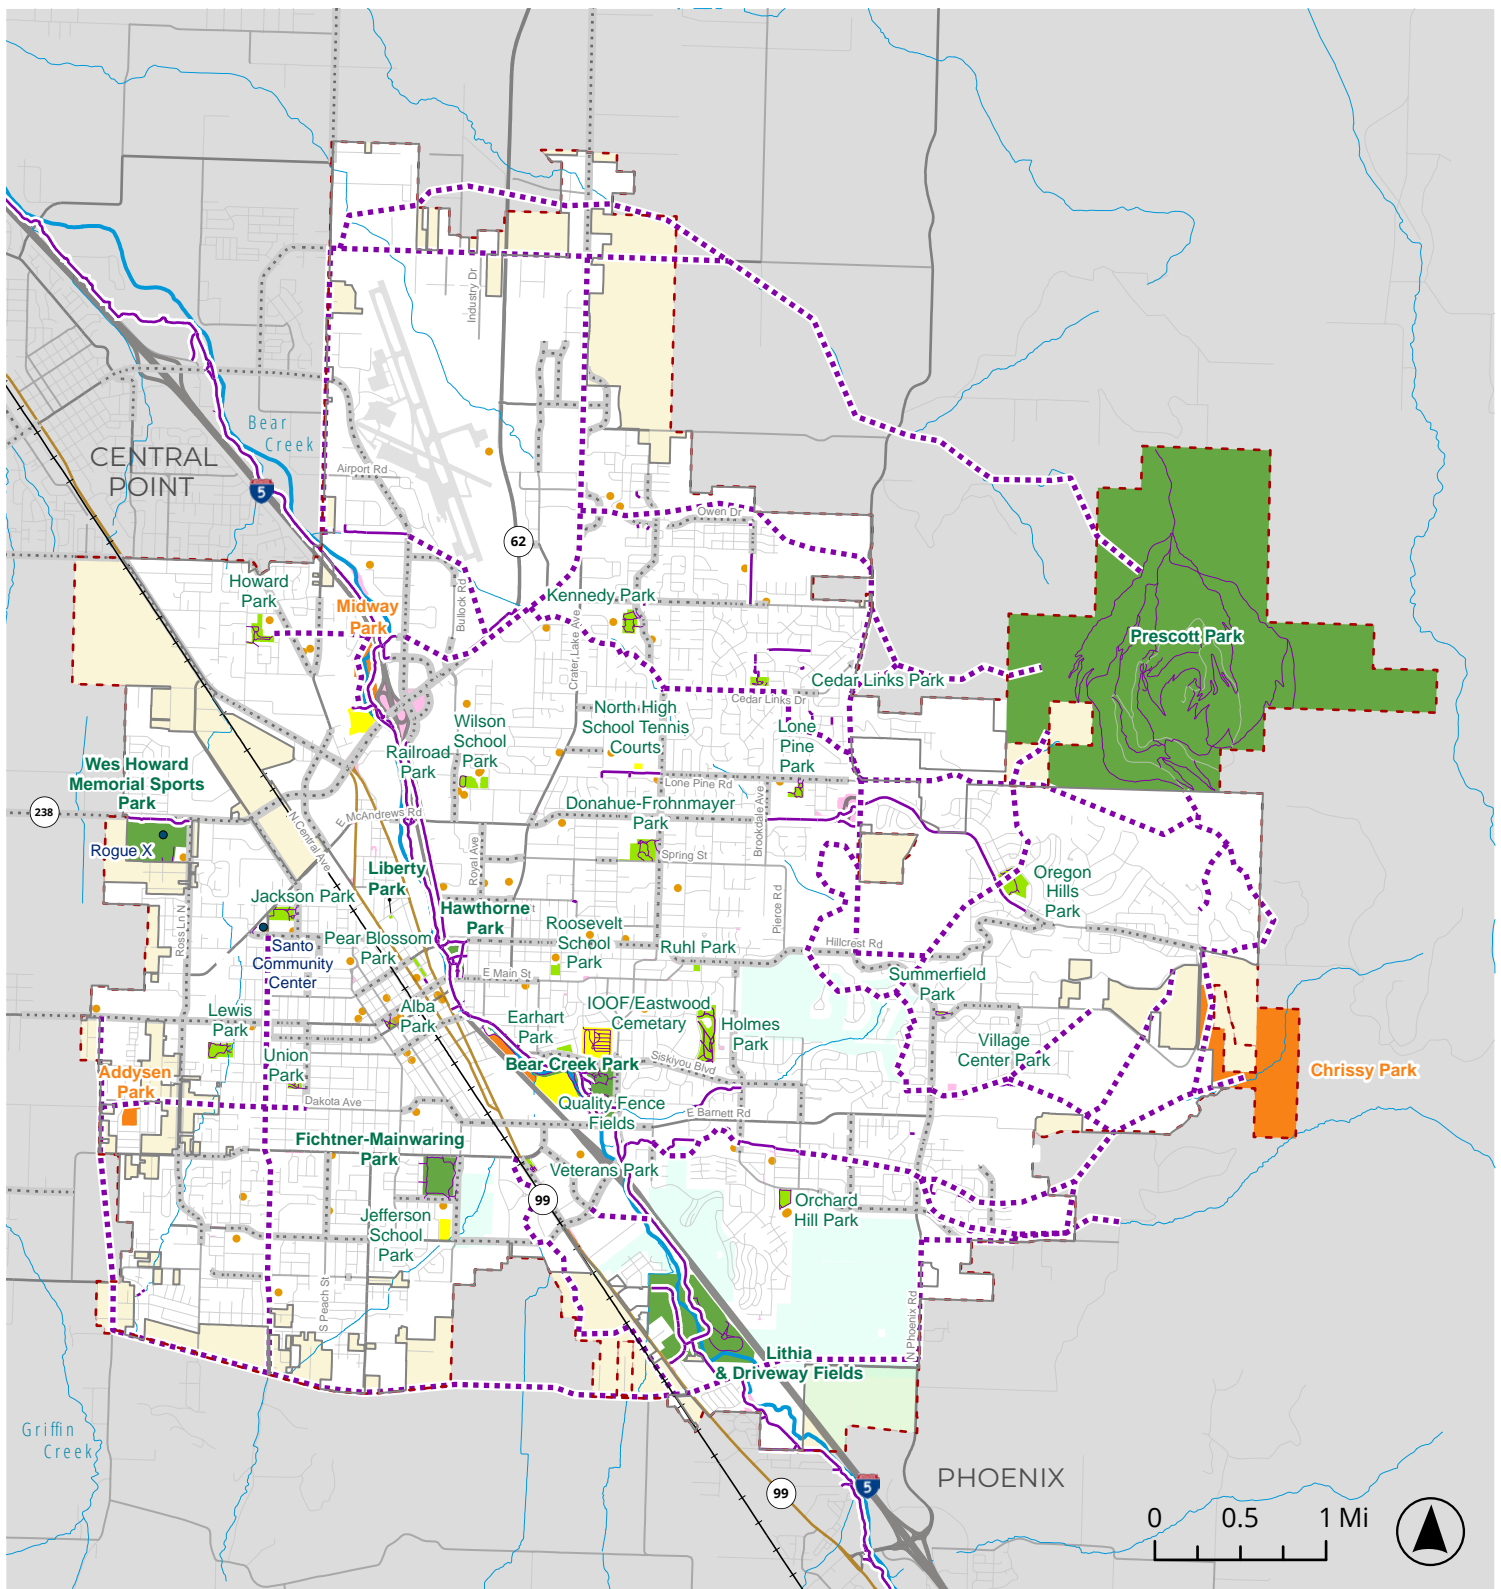 Industry Dr
Bear
Creek
CENTRAL
POINT
Airport Rd
5
62
Owen Dr
Howard
Park
Midway
Park
Bullock Rd
Kennedy Park
Crater Lake Ave
Prescott Park
Cedar Links Park
Cedar Links Dr
North High
School Tennis
Courts
Wilson
School
Park
Lone
Pine
Park
Railroad
Park
Wes Howard
Memorial Sports
Park
Lone Pine Rd
238
E McAndrews Rd
N Central Ave
Donahue-Frohnmayer
Park
Brookdale Ave
Rogue X
Royal Ave
Spring St
Liberty
Park
Oregon
Hills
Park
Jackson Park
Hawthorne
Park
Pierce Rd
Ross Ln N
Roosevelt
School
Park
Pear Blossom
Park
Santo
Community
Center
Ruhl Park
Hillcrest Rd
E Main St
Summerfield
Park
Lewis
Park
Alba
Park
Earhart
Park
IOOF/Eastwood
Cemetary
Holmes
Park
Village
Center Park
Union
Park
Bear Creek Park
Siskiyou Blvd
Addysen
Park
Chrissy Park
Dakota Ave
Quality Fence
Fields
E Barnett Rd
Fichtner-Mainwaring
Park
Veterans Park
99
Orchard
Hill Park
Jefferson
School
Park
S Peach St
N Phoenix Rd
Lithia
& Driveway Fields
Griffin
Creek
PHOENIX
5
99
0 0.5 1 Mi